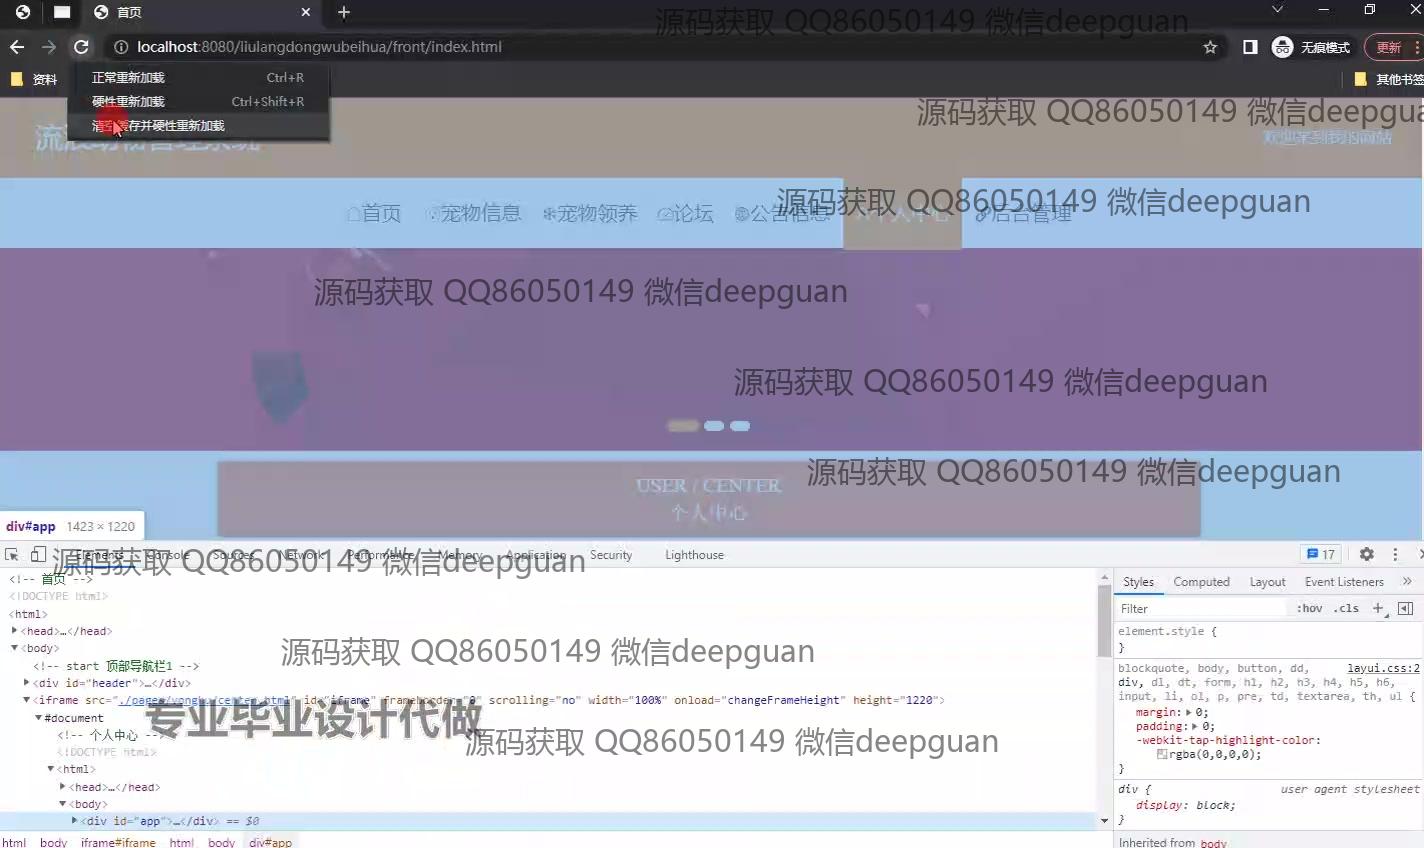 首页
源码获取 QQ86050149 微信deepguan
localhost:8080/liulangdongwubeihua/front/index.html
无痕模式
更新
资料
其他书签
正常重新加载 Ctrl+R
硬性重新加载 Ctrl+Shift+R
清空缓存并硬性重新加载
源码获取 QQ86050149 微信deepgua
流浪动物管理系统
欢迎来到我的网站
源码获取 QQ86050149 微信deepguan
首页 宠物信息 宠物领养 论坛 公告信息 个人中心 后台管理
源码获取 QQ86050149 微信deepguan
源码获取 QQ86050149 微信deepguan
源码获取 QQ86050149 微信deepguan
USER / CENTER
个人中心
div#app 1423 × 1220
Elements Console Sources Network Performance Memory Application Security Lighthouse 17
源码获取 QQ86050149 微信deepguan
<!-- 首页 -->
<!DOCTYPE html>
<html>
<head>…</head>
<body>
<!-- start 顶部导航栏1 -->
<div id="header">…</div>
<iframe src="./pages/yonghu/center.html" id="iframe" frameborder="0" scrolling="no" width="100%" onload="changeFrameHeight" height="1220">
#document
<!-- 个人中心 -->
<!DOCTYPE html>
<html>
<head>…</head>
<body>
<div id="app">…</div> == $0
html body iframe#iframe html body div#app
源码获取 QQ86050149 微信deepguan
专业毕业设计代做
源码获取 QQ86050149 微信deepguan
Styles Computed Layout Event Listeners
Filter :hov .cls
element.style {
}
blockquote, body, button, dd, layui.css:2
div, dl, dt, form, h1, h2, h3, h4, h5, h6,
input, li, ol, p, pre, td, textarea, th, ul {
margin: 0;
padding: 0;
-webkit-tap-highlight-color:
rgba(0,0,0,0);
}
div { user agent stylesheet
display: block;
}
Inherited from body